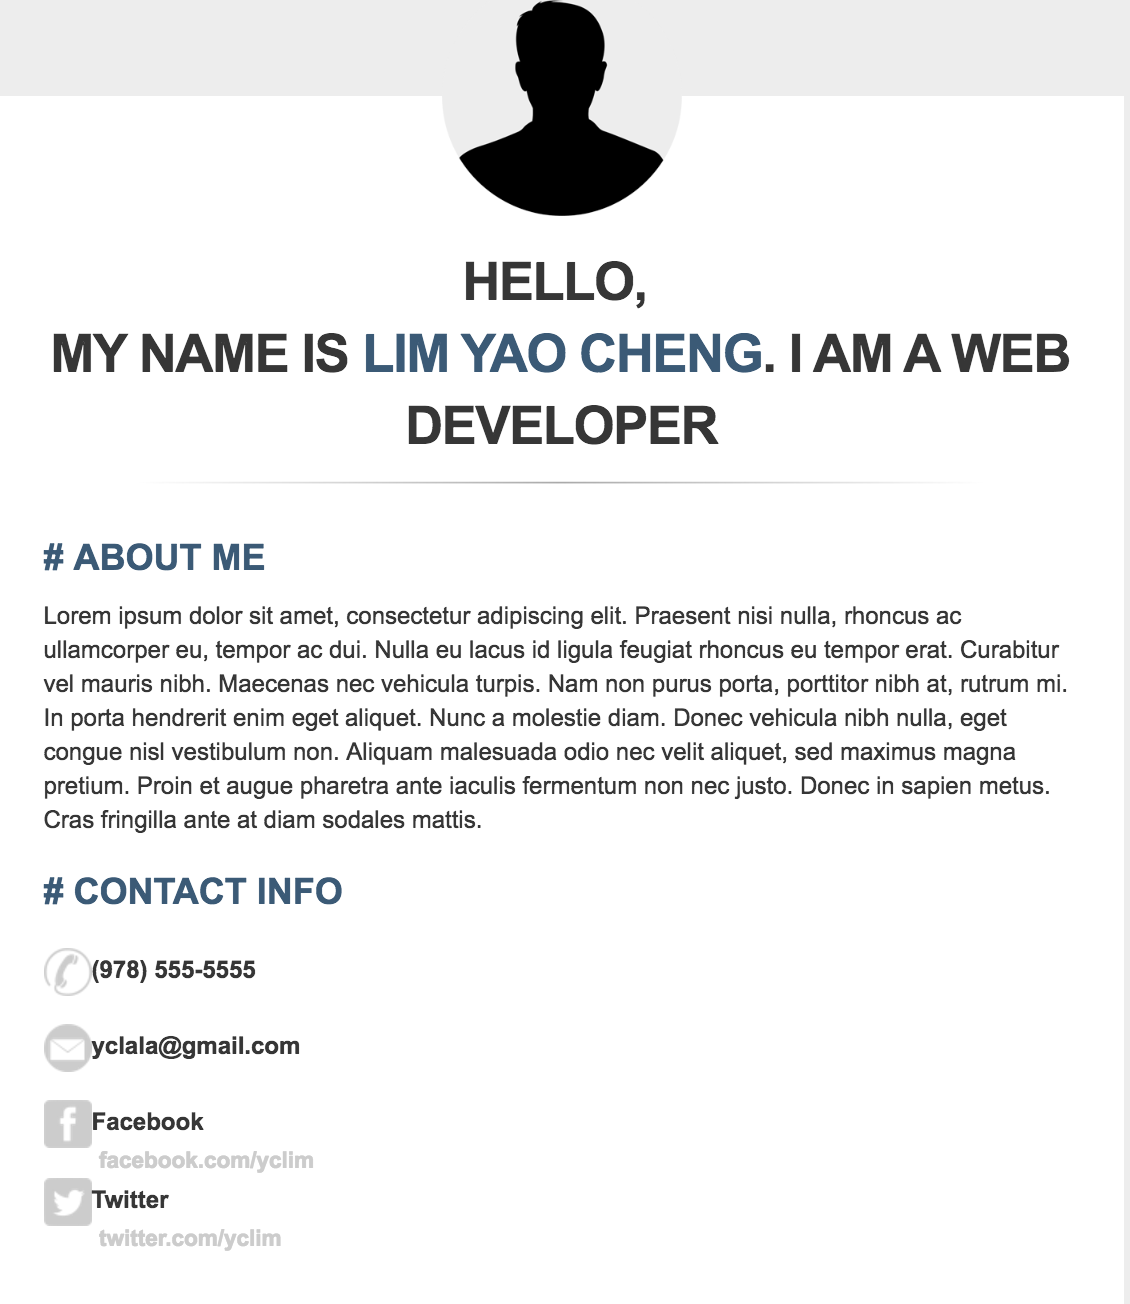 HELLO,
MY NAME IS LIM YAO CHENG. I AM A WEB
DEVELOPER
# ABOUT ME
Lorem ipsum dolor sit amet, consectetur adipiscing elit. Praesent nisi nulla, rhoncus ac
ullamcorper eu, tempor ac dui. Nulla eu lacus id ligula feugiat rhoncus eu tempor erat. Curabitur
vel mauris nibh. Maecenas nec vehicula turpis. Nam non purus porta, porttitor nibh at, rutrum mi.
In porta hendrerit enim eget aliquet. Nunc a molestie diam. Donec vehicula nibh nulla, eget
congue nisl vestibulum non. Aliquam malesuada odio nec velit aliquet, sed maximus magna
pretium. Proin et augue pharetra ante iaculis fermentum non nec justo. Donec in sapien metus.
Cras fringilla ante at diam sodales mattis.
# CONTACT INFO
(978) 555-5555
yclala@gmail.com
Facebook
facebook.com/yclim
Twitter
twitter.com/yclim